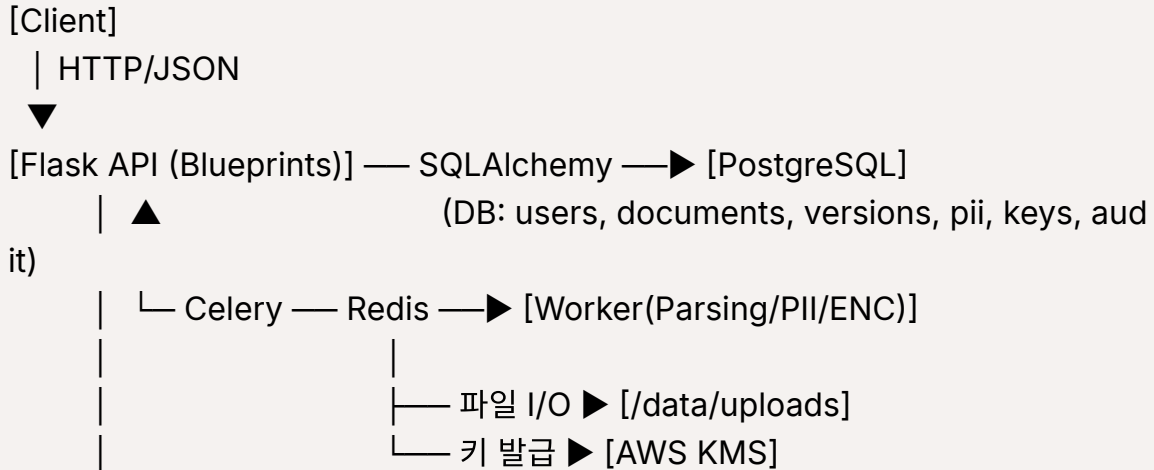 [Client]
│ HTTP/JSON
▼
[Flask API (Blueprints)] ── SQLAlchemy ──▶ [PostgreSQL]
│ ▲ (DB: users, documents, versions, pii, keys, aud
it)
│ └─ Celery ── Redis ──▶ [Worker(Parsing/PII/ENC)]
│ │
│ ├── 파일 I/O ▶ [/data/uploads]
│ └── 키 발급 ▶ [AWS KMS]